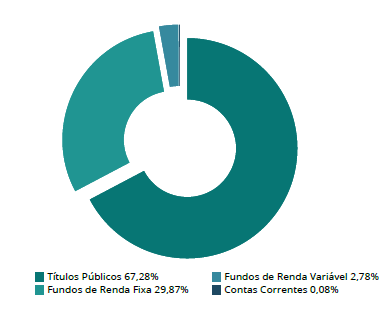 Títulos Públicos 67,28%
Fundos de Renda Variável 2,78%
Fundos de Renda Fixa 29,87%
Contas Correntes 0,08%